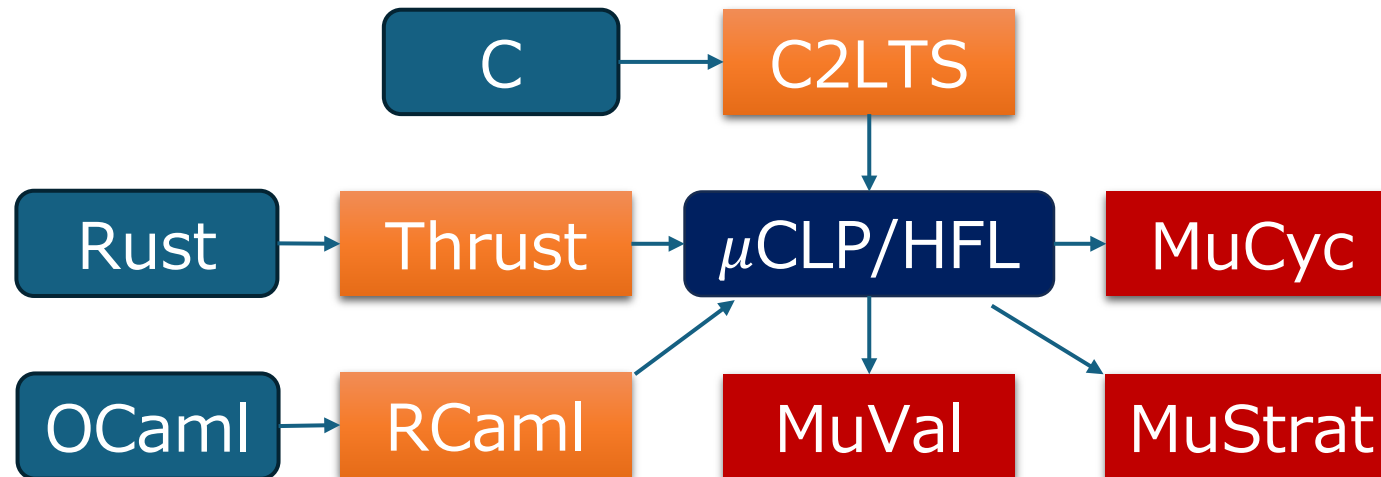 C
C2LTS
Rust
Thrust
μCLP/HFL
MuCyc
OCaml
RCaml
MuVal
MuStrat